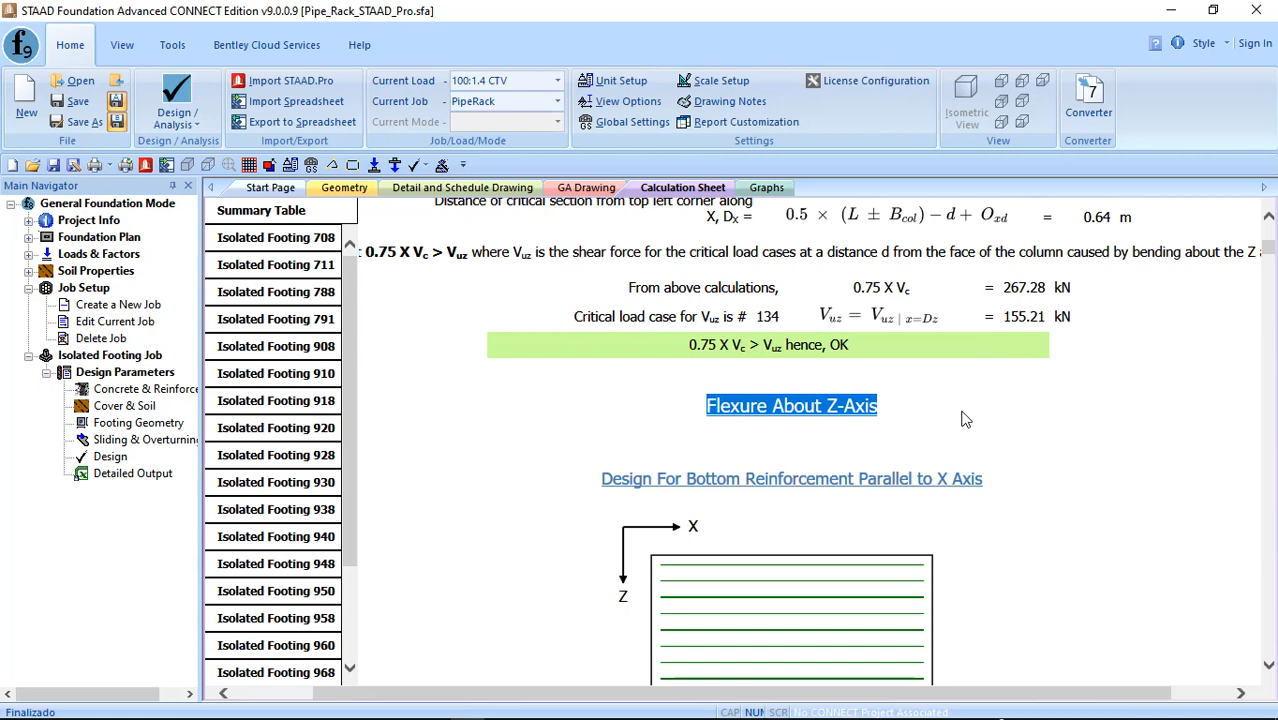 STAAD Foundation Advanced CONNECT Edition v9.0.0.9 [Pipe_Rack_STAAD_Pro.sfa]
Home View Tools Bentley Cloud Services Help ? Style Sign In
New
Open
Save
Save As
File
Design / Analysis
Design / Analysis
Import STAAD.Pro
Import Spreadsheet
Export to Spreadsheet
Import/Export
Current Load 100:1.4 CTV
Current Job PipeRack
Current Mode
Job/Load/Mode
Unit Setup Scale Setup License Configuration
View Options Drawing Notes
Global Settings Report Customization
Settings
Isometric View
View
Converter
Converter
Main Navigator
General Foundation Mode
Project Info
Foundation Plan
Loads & Factors
Soil Properties
Job Setup
Create a New Job
Edit Current Job
Delete Job
Isolated Footing Job
Design Parameters
Concrete & Reinforce
Cover & Soil
Footing Geometry
Sliding & Overturning
Design
Detailed Output
Start Page Geometry Detail and Schedule Drawing GA Drawing Calculation Sheet Graphs
Summary Table
Isolated Footing 708
Isolated Footing 711
Isolated Footing 788
Isolated Footing 791
Isolated Footing 908
Isolated Footing 910
Isolated Footing 918
Isolated Footing 920
Isolated Footing 928
Isolated Footing 930
Isolated Footing 938
Isolated Footing 940
Isolated Footing 948
Isolated Footing 950
Isolated Footing 958
Isolated Footing 960
Isolated Footing 968
Distance of critical section from top left corner along
X, DX = 0.5 × (L ± Bcol) − d + Oxd = 0.64 m
0.75 X Vc > Vuz where Vuz is the shear force for the critical load cases at a distance d from the face of the column caused by bending about the Z
From above calculations, 0.75 X Vc = 267.28 kN
Critical load case for Vuz is # 134 Vuz = Vuz | x=Dz = 155.21 kN
0.75 X Vc > Vuz hence, OK
Flexure About Z-Axis
Design For Bottom Reinforcement Parallel to X Axis
X
Z
Finalizado CAP NUM SCR No CONNECT Project Associated